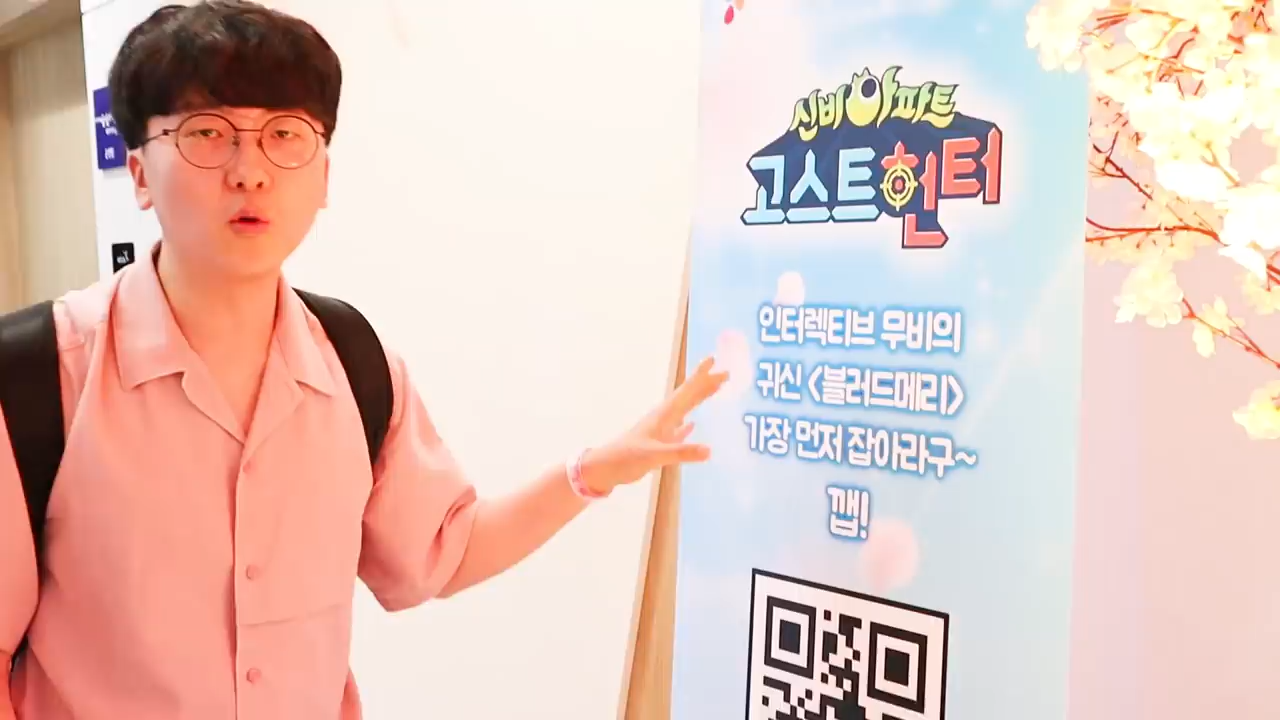 신비아파트
고스트헌터
인터렉티브 무비의
귀신 <블러드메리>
가장 먼저 잡아라구~
깹!